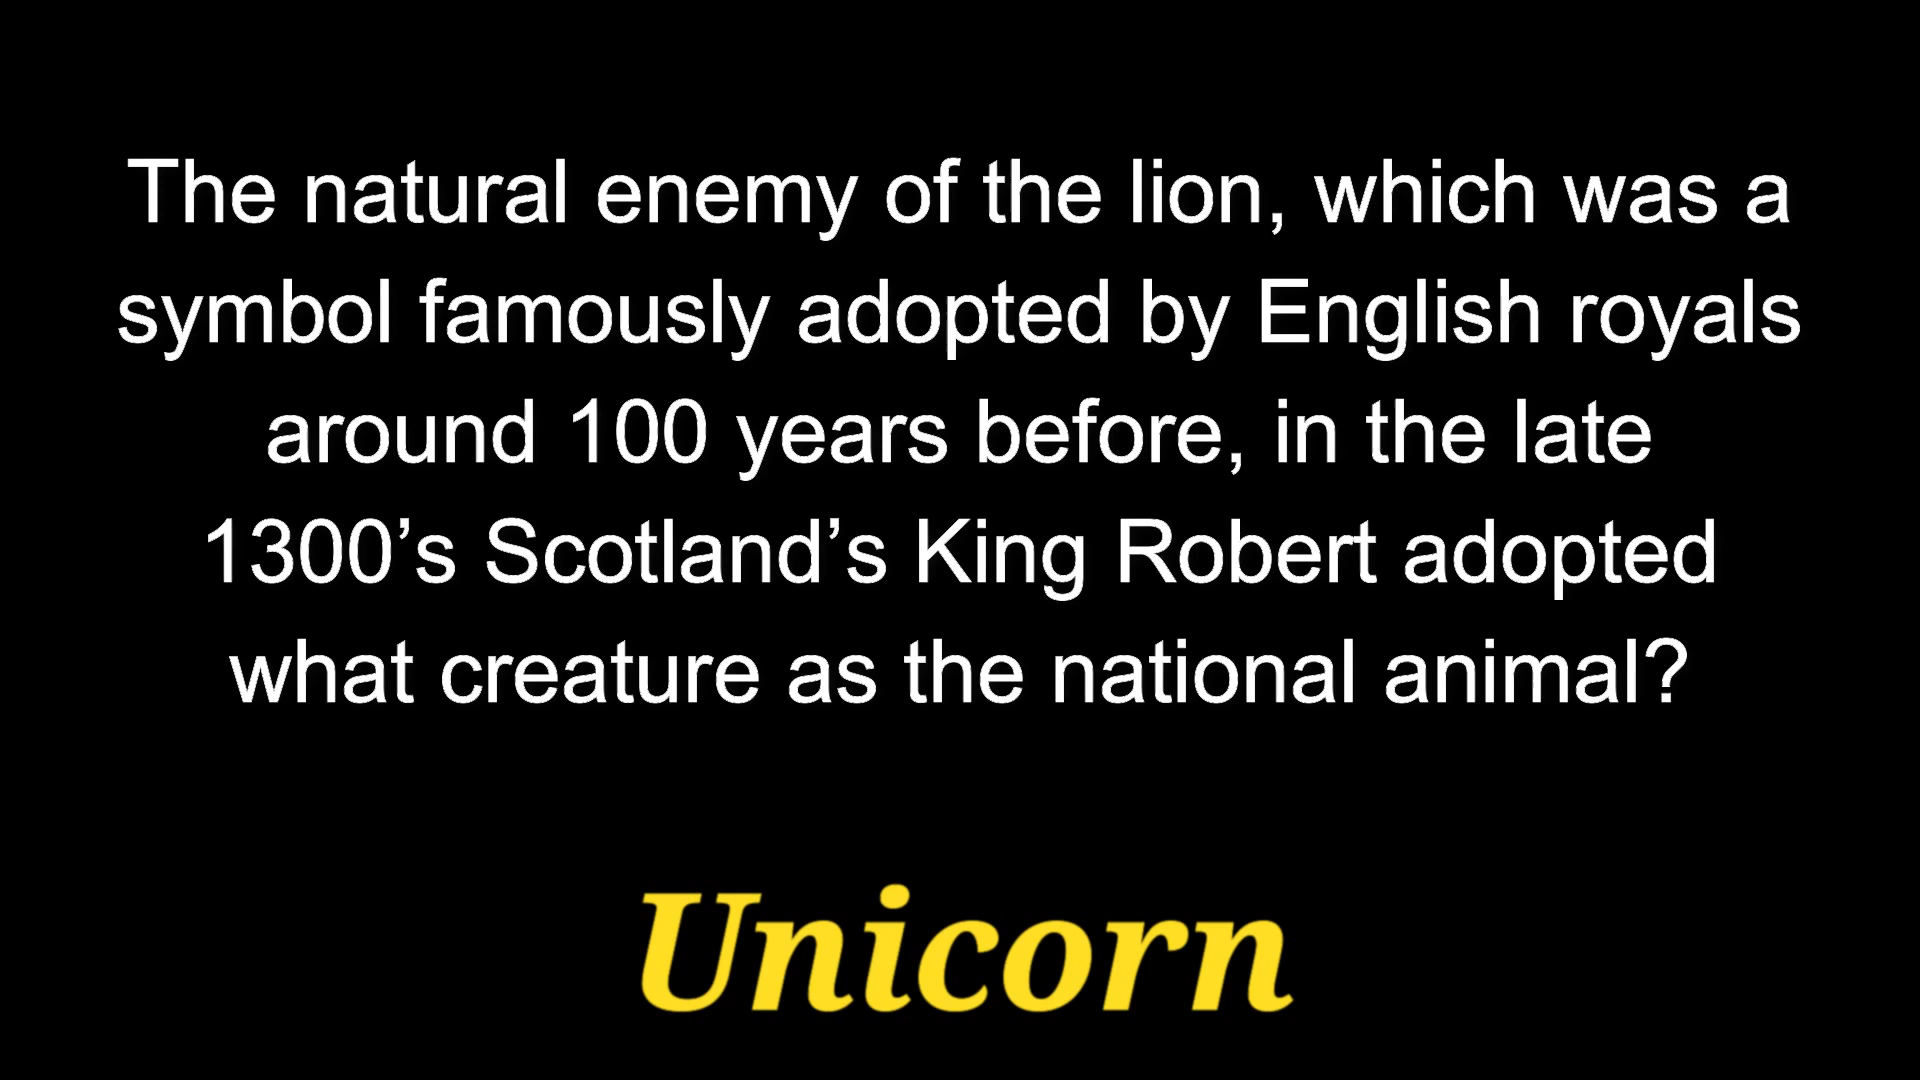 The natural enemy of the lion, which was a
symbol famously adopted by English royals
around 100 years before, in the late
1300’s Scotland’s King Robert adopted
what creature as the national animal?
Unicorn